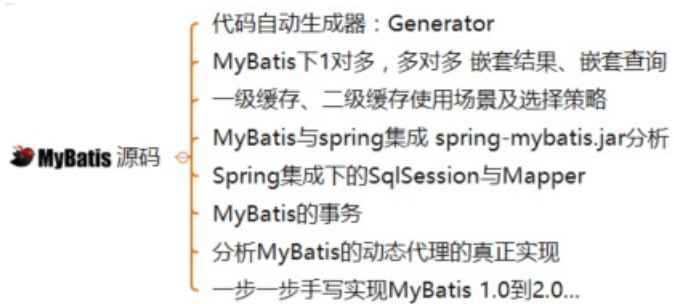 MyBatis 源码
代码自动生成器：Generator
MyBatis下1对多，多对多 嵌套结果、嵌套查询
一级缓存、二级缓存使用场景及选择策略
MyBatis与spring集成 spring-mybatis.jar分析
Spring集成下的SqlSession与Mapper
MyBatis的事务
分析MyBatis的动态代理的真正实现
一步一步手写实现MyBatis 1.0到2.0...